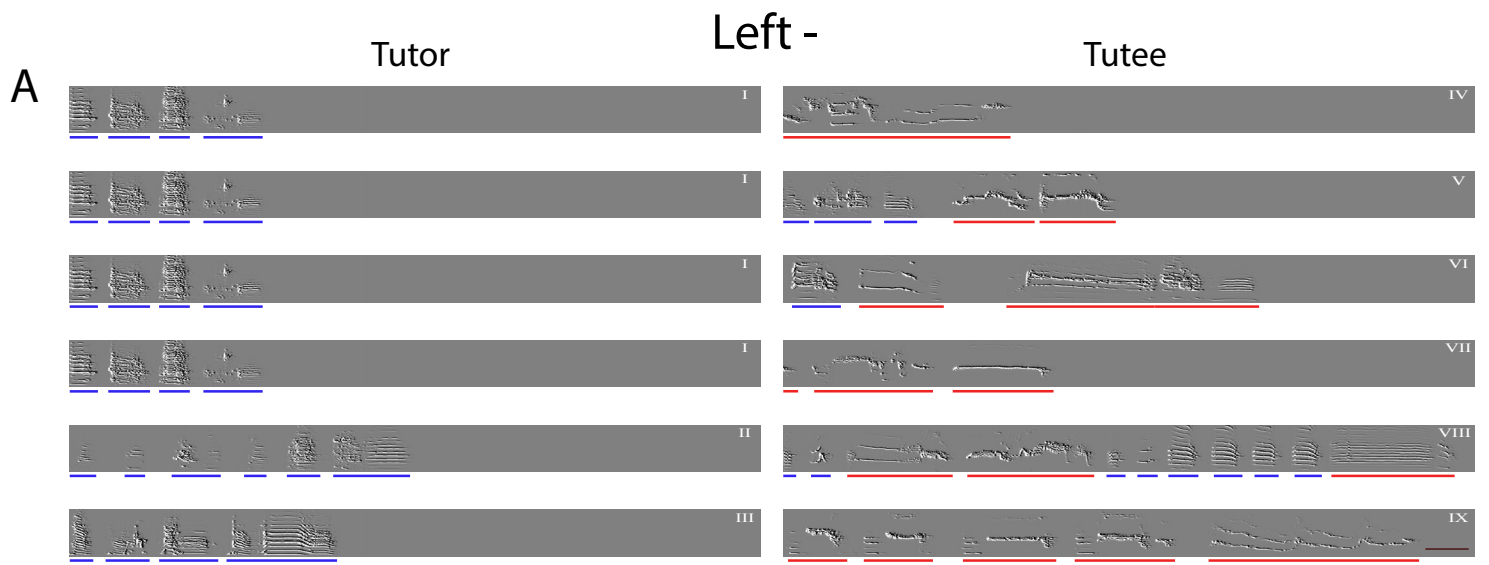 Left -
Tutor Tutee
A
I IV
I V
I VI
I VII
II VIII
III IX